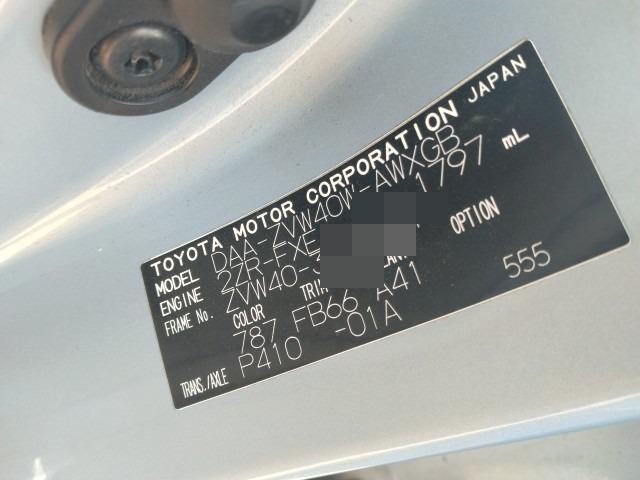 TOYOTA MOTOR CORPORATION JAPAN
MODEL DAA-ZVW40W-AWXGB
ENGINE 2ZR-FXE 1797 mL
FRAME No. ZVW40-3
COLOR TRIM OPTION
787 FB66 A41 555
TRANS./AXLE P410 -01A